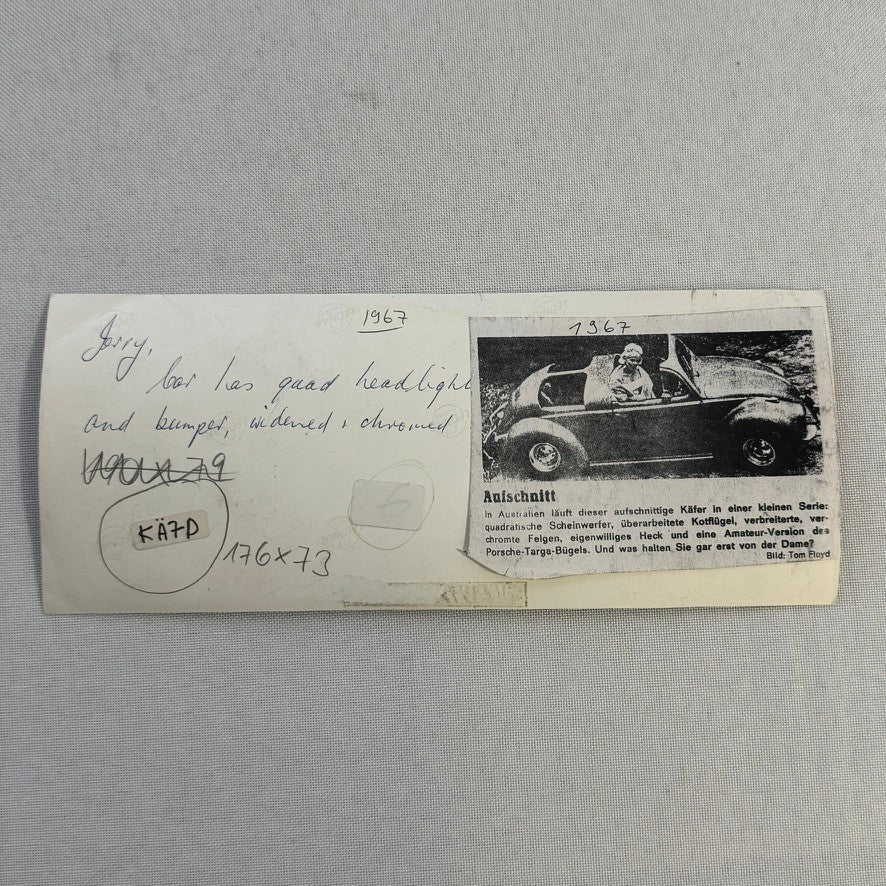 1967
Jerry,
Car has quad headlight
and bumper, widened + chromed
79
KÄ7D
176x73
6
1967
Aufschnitt
In Australien läuft dieser aufschnittige Käfer in einer kleinen Serie:
quadratische Scheinwerfer, überarbeitete Kotflügel, verbreiterte, ver-
chromte Felgen, eigenwilliges Heck und eine Amateur-Version des
Porsche-Targa-Bügels. Und was halten Sie gar erst von der Dame?
Bild: Tom Floyd